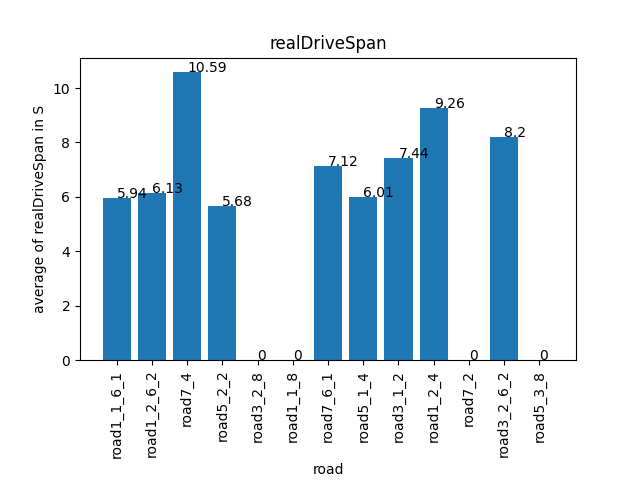 realDriveSpan
average of realDriveSpan in S
10
8
6
4
2
0
5.94
6.13
10.59
5.68
0
0
7.12
6.01
7.44
9.26
0
8.2
0
road1_1_6_1
road1_2_6_2
road7_4
road5_2_2
road3_2_8
road1_1_8
road7_6_1
road5_1_4
road3_1_2
road1_2_4
road7_2
road3_2_6_2
road5_3_8
road